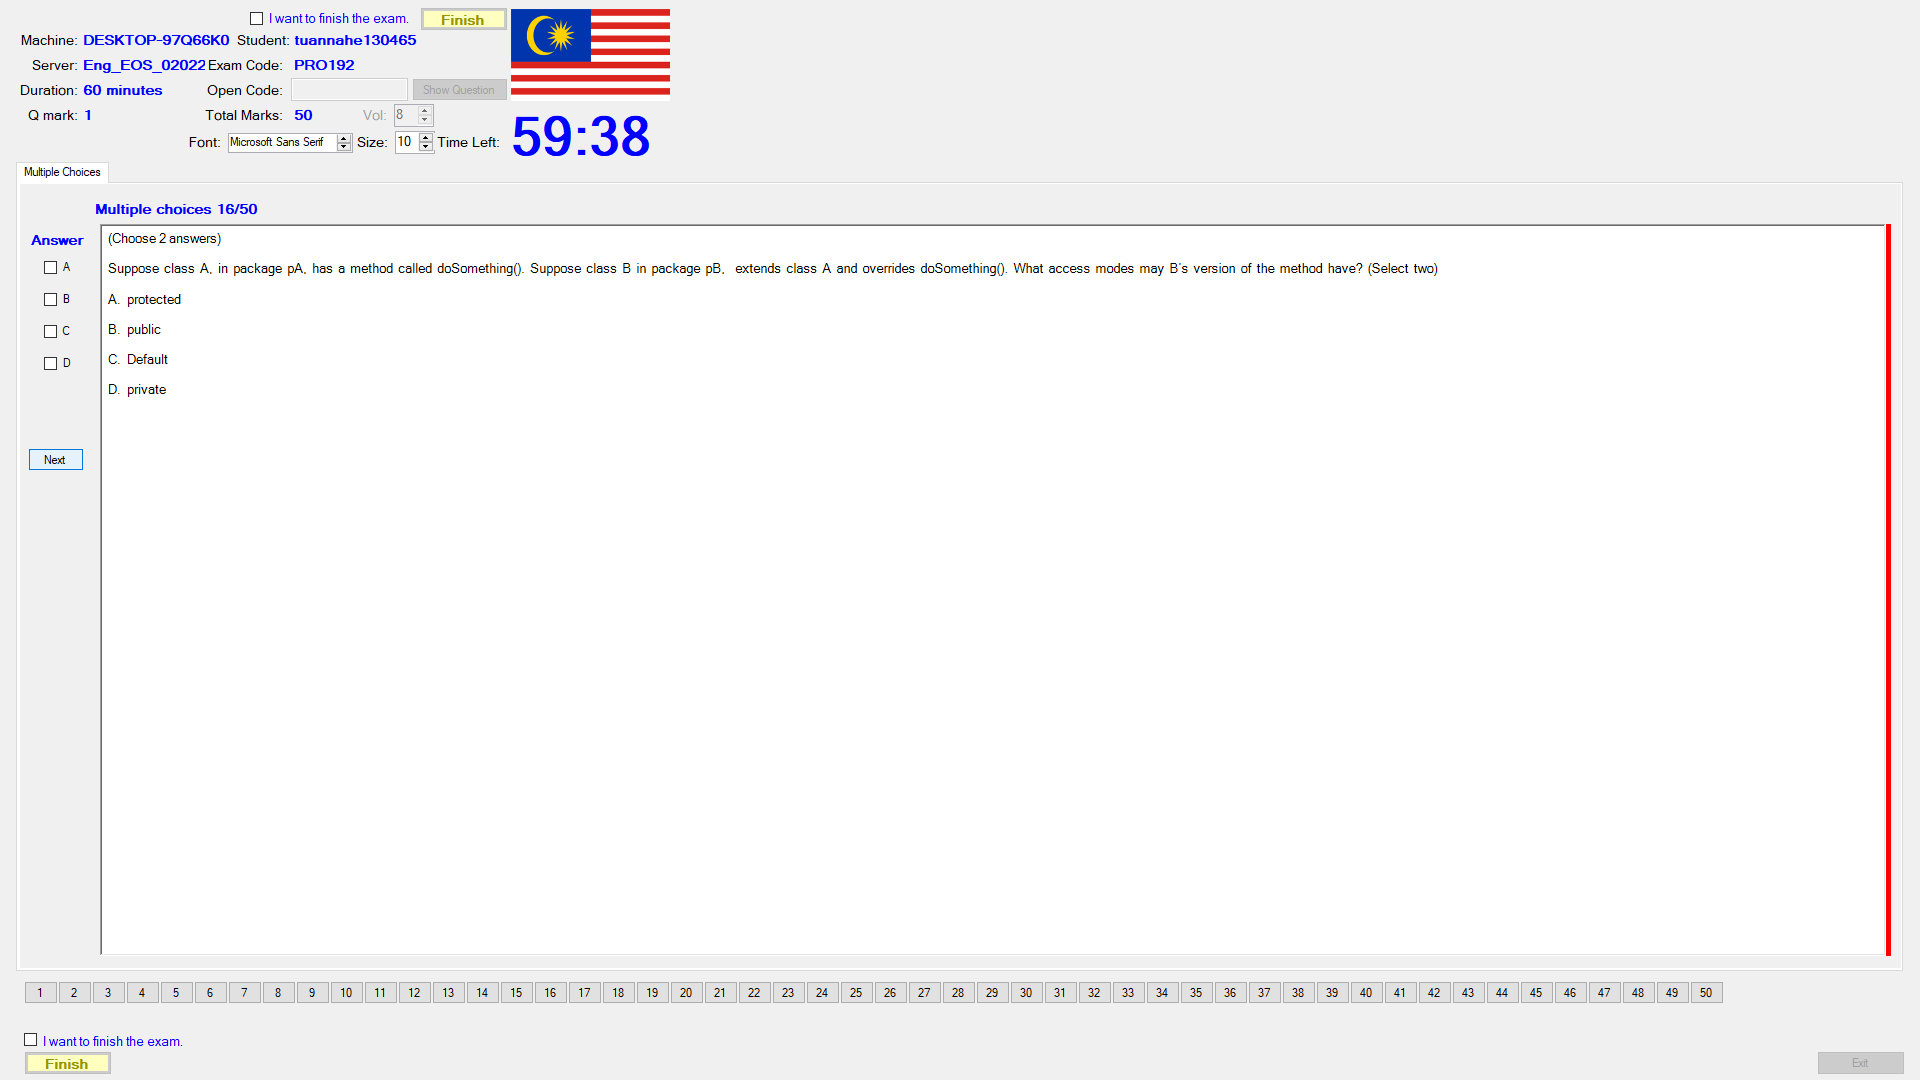 I want to finish the exam. Finish
Machine: DESKTOP-97Q66K0 Student: tuannahe130465
Server: Eng_EOS_02022 Exam Code: PRO192
Duration: 60 minutes Open Code: Show Question
Q mark: 1 Total Marks: 50 Vol: 8
Font: Microsoft Sans Serif Size: 10 Time Left: 59:38
Multiple Choices
Multiple choices 16/50
Answer
(Choose 2 answers)
A
Suppose class A, in package pA, has a method called doSomething(). Suppose class B in package pB, extends class A and overrides doSomething(). What access modes may B's version of the method have? (Select two)
B
A. protected
C
B. public
D
C. Default
D. private
Next
1 2 3 4 5 6 7 8 9 10 11 12 13 14 15 16 17 18 19 20 21 22 23 24 25 26 27 28 29 30 31 32 33 34 35 36 37 38 39 40 41 42 43 44 45 46 47 48 49 50
I want to finish the exam.
Finish
Exit